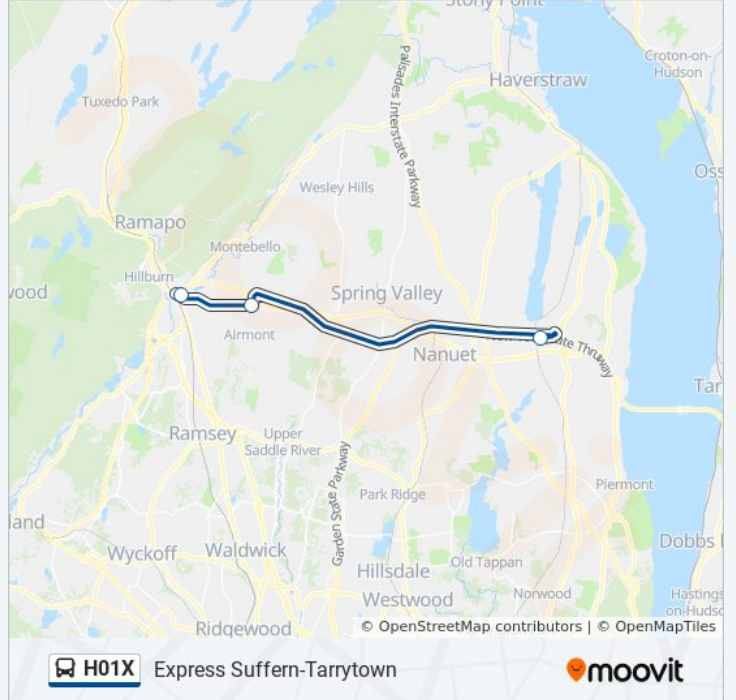 Stony Point
Croton-on-
Hudson
Haverstraw
Tuxedo Park
Palisades Interstate Parkway
Oss
Wesley Hills
Ramapo
Montebello
Hillburn
wood
Spring Valley
Airmont
Nanuet
ate Thruway
Tar
Ramsey
Upper
Saddle River
Garden State Parkway
Park Ridge
Piermont
land
Wyckoff
Waldwick
Dobbs
Hillsdale
Old Tappan
Westwood
Norwood
Hastings
on-Hudso
Ridgewood
© OpenStreetMap contributors | © OpenMapTiles
H01X Express Suffern-Tarrytown moovit